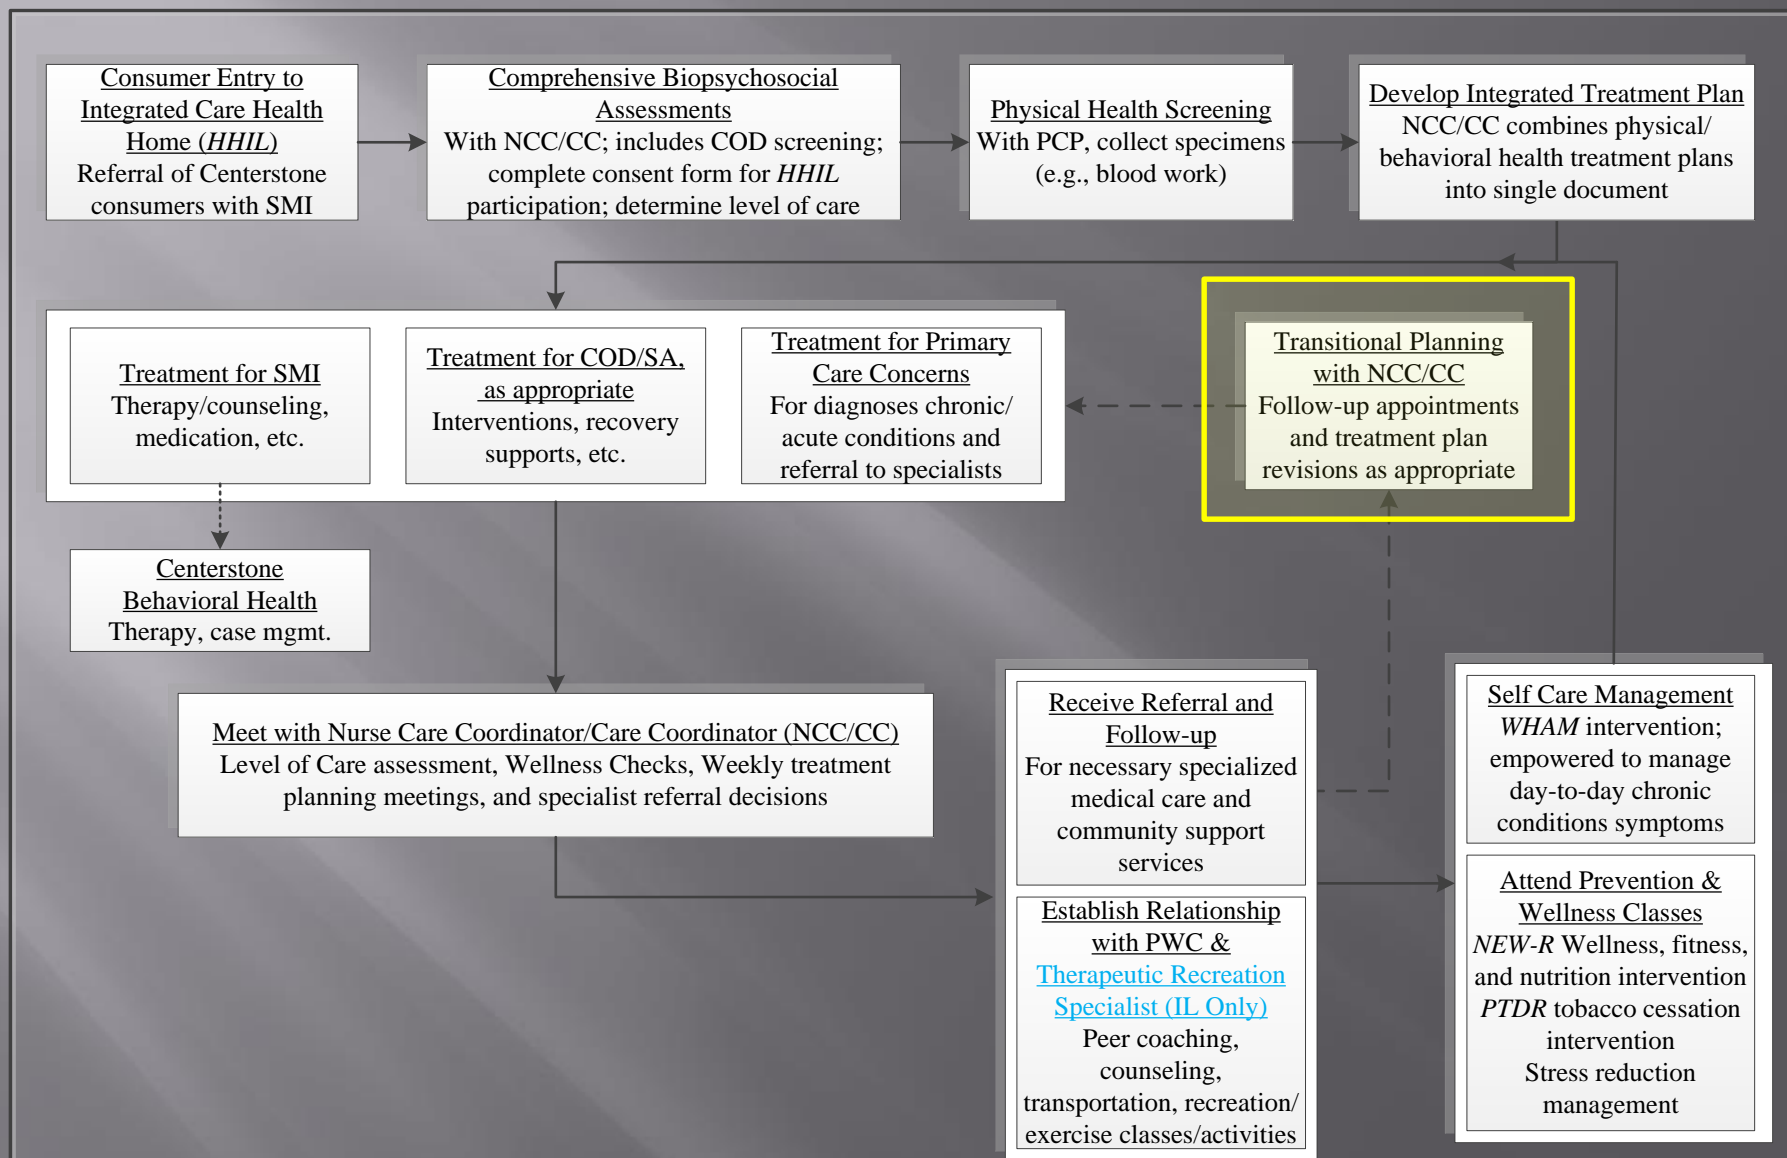 Consumer Entry to
Integrated Care Health
Home (HHIL)
Referral of Centerstone
consumers with SMI
Comprehensive Biopsychosocial
Assessments
With NCC/CC; includes COD screening;
complete consent form for HHIL
participation; determine level of care
Physical Health Screening
With PCP, collect specimens
(e.g., blood work)
Develop Integrated Treatment Plan
NCC/CC combines physical/
behavioral health treatment plans
into single document
Treatment for SMI
Therapy/counseling,
medication, etc.
Treatment for COD/SA,
as appropriate
Interventions, recovery
supports, etc.
Treatment for Primary
Care Concerns
For diagnoses chronic/
acute conditions and
referral to specialists
Transitional Planning
with NCC/CC
Follow-up appointments
and treatment plan
revisions as appropriate
Centerstone
Behavioral Health
Therapy, case mgmt.
Meet with Nurse Care Coordinator/Care Coordinator (NCC/CC)
Level of Care assessment, Wellness Checks, Weekly treatment
planning meetings, and specialist referral decisions
Receive Referral and
Follow-up
For necessary specialized
medical care and
community support
services
Establish Relationship
with PWC &
Therapeutic Recreation
Specialist (IL Only)
Peer coaching,
counseling,
transportation, recreation/
exercise classes/activities
Self Care Management
WHAM intervention;
empowered to manage
day-to-day chronic
conditions symptoms
Attend Prevention &
Wellness Classes
NEW-R Wellness, fitness,
and nutrition intervention
PTDR tobacco cessation
intervention
Stress reduction
management